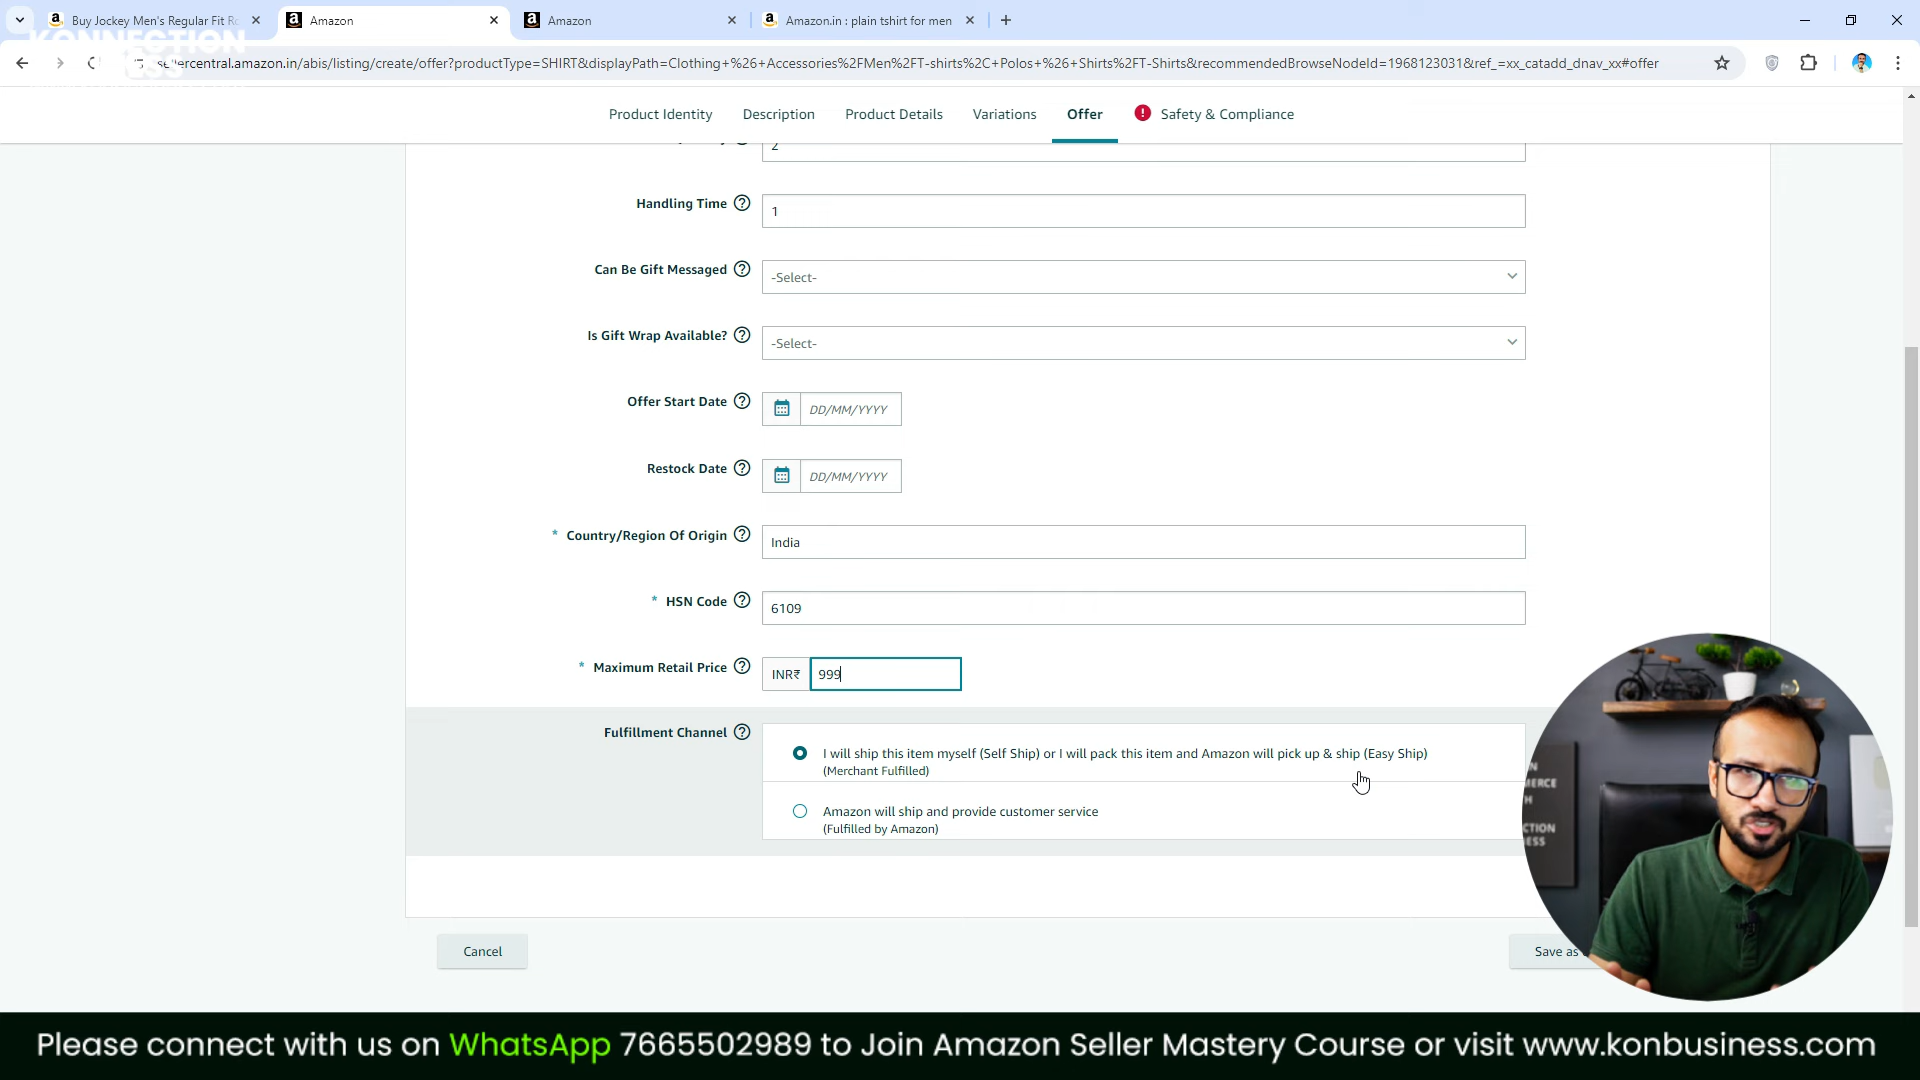 Buy Jockey Men's Regular Fit Ro
Amazon
Amazon
Amazon.in : plain tshirt for men
KONNECTION
sellercentral.amazon.in/abis/listing/create/offer?productType=SHIRT&displayPath=Clothing+%26+Accessories%2FMen%2FT-shirts%2C+Polos+%26+Shirts%2FT-Shirts&recommendedBrowseNodeId=1968123031&ref_=xx_catadd_dnav_xx#offer
Product Identity
Description
Product Details
Variations
Offer
Safety & Compliance
2
Handling Time
1
Can Be Gift Messaged
-Select-
Is Gift Wrap Available?
-Select-
Offer Start Date
DD/MM/YYYY
Restock Date
DD/MM/YYYY
* Country/Region Of Origin
India
* HSN Code
6109
* Maximum Retail Price
INR₹
999
Fulfillment Channel
I will ship this item myself (Self Ship) or I will pack this item and Amazon will pick up & ship (Easy Ship)
(Merchant Fulfilled)
Amazon will ship and provide customer service
(Fulfilled by Amazon)
Cancel
Save as
Please connect with us on WhatsApp 7665502989 to Join Amazon Seller Mastery Course or visit www.konbusiness.com